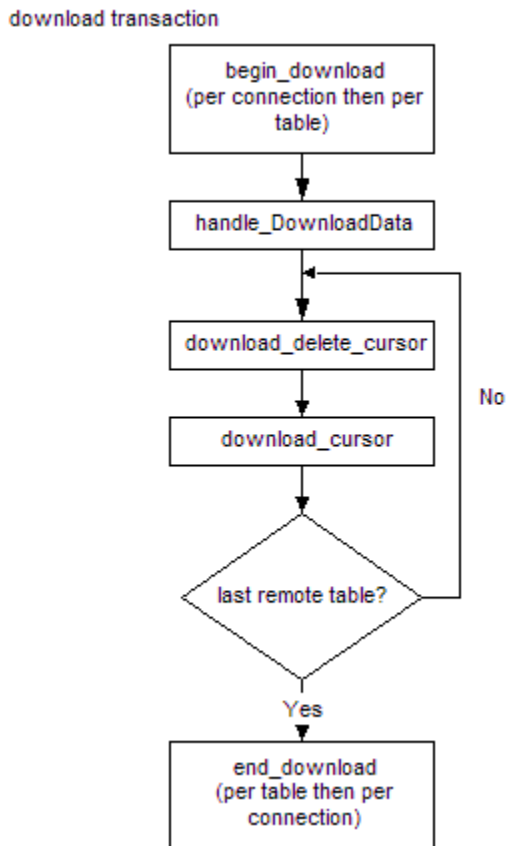 download transaction
begin_download
(per connection then per
table)
handle_DownloadData
download_delete_cursor
download_cursor
No
last remote table?
Yes
end_download
(per table then per
connection)